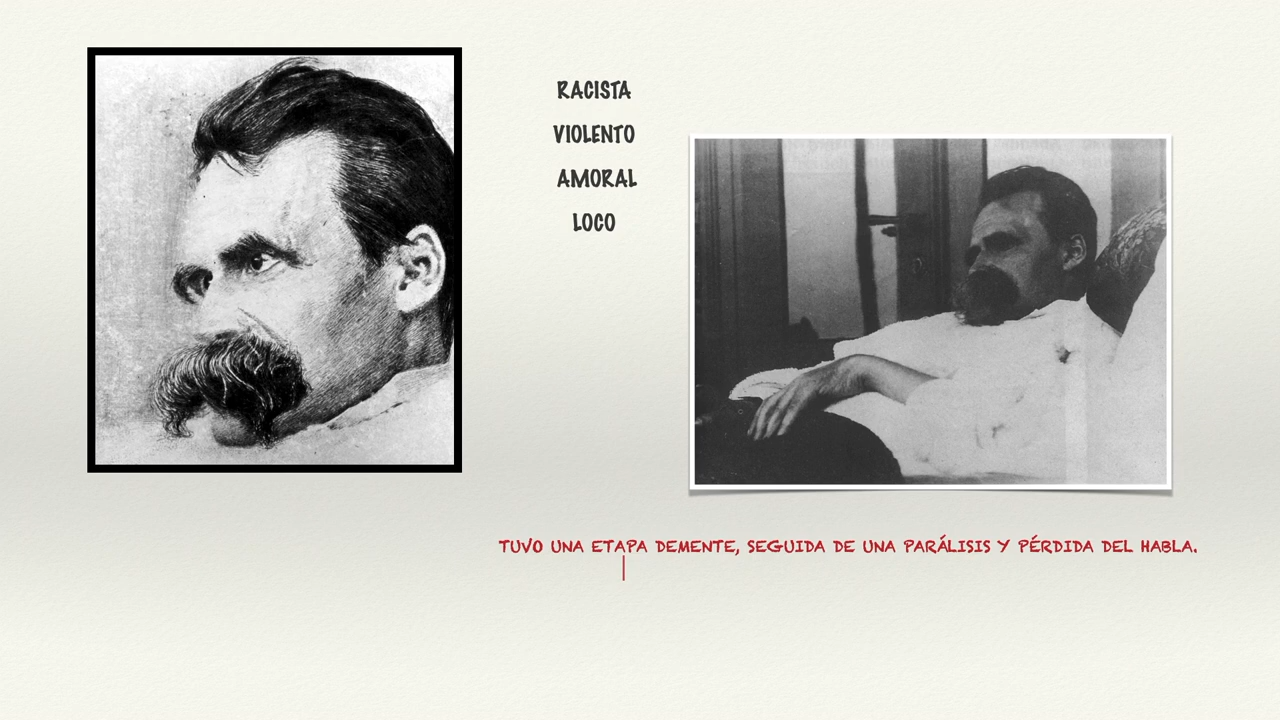 RACISTA
VIOLENTO
AMORAL
LOCO
TUVO UNA ETAPA DEMENTE, SEGUIDA DE UNA PARÁLISIS Y PÉRDIDA DEL HABLA.